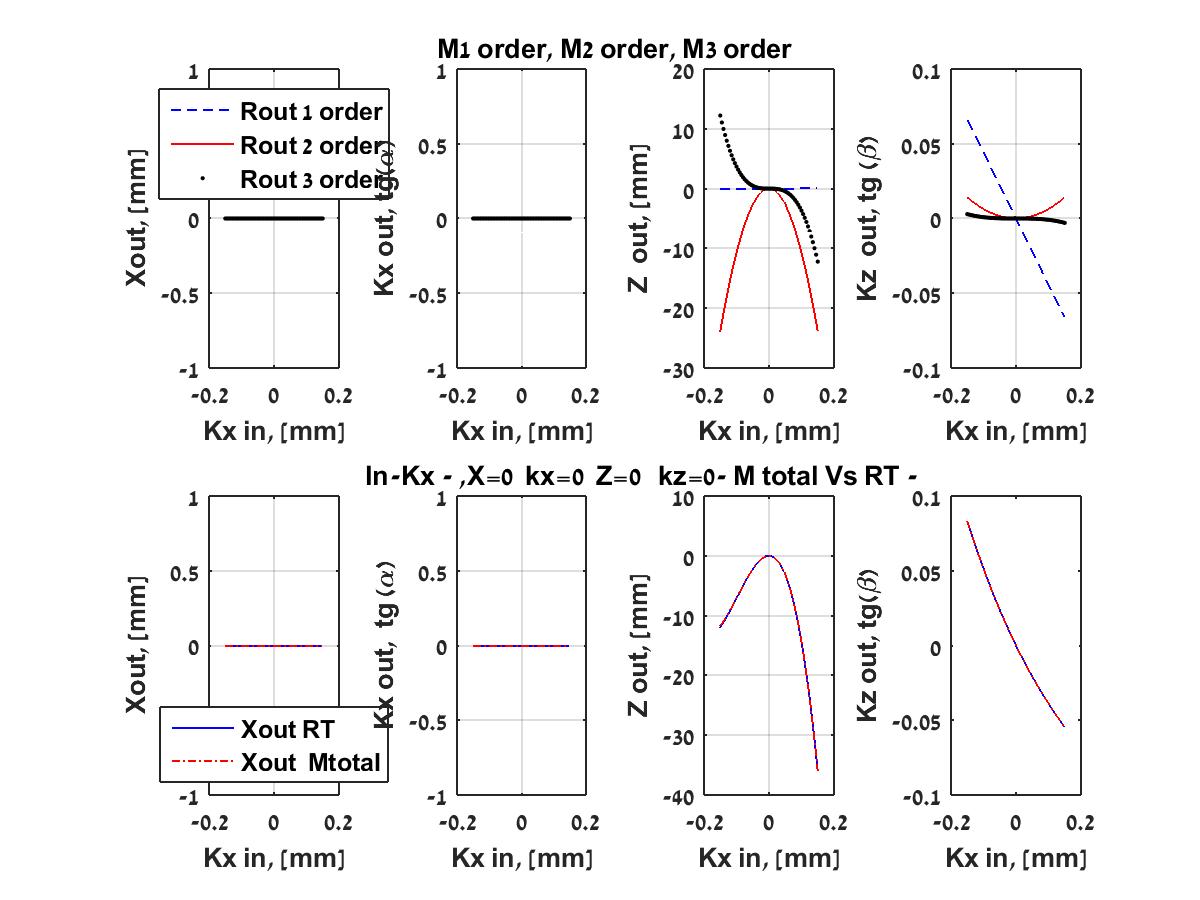 M1 order, M2 order, M3 order
Rout 1 order
Rout 2 order
Rout 3 order
Xout, [mm]
1
0
-0.5
-1
-0.2 0 0.2
Kx in, [mm]
Kx out, tg(α)
1
0.5
0
-0.5
-1
-0.2 0 0.2
Kx in, [mm]
Z out, [mm]
20
10
0
-10
-20
-30
-0.2 0 0.2
Kx in, [mm]
Kz out, tg (β)
0.1
0.05
0
-0.05
-0.1
-0.2 0 0.2
Kx in, [mm]
In-Kx - ,X=0 kx=0 Z=0 kz=0- M total Vs RT -
Xout, [mm]
1
0.5
0
-1
Xout RT
Xout Mtotal
-0.2 0 0.2
Kx in, [mm]
Kx out, tg (α)
1
0.5
0
-0.5
-1
-0.2 0 0.2
Kx in, [mm]
Z out, [mm]
10
0
-10
-20
-30
-40
-0.2 0 0.2
Kx in, [mm]
Kz out, tg(β)
0.1
0.05
0
-0.05
-0.1
-0.2 0 0.2
Kx in, [mm]